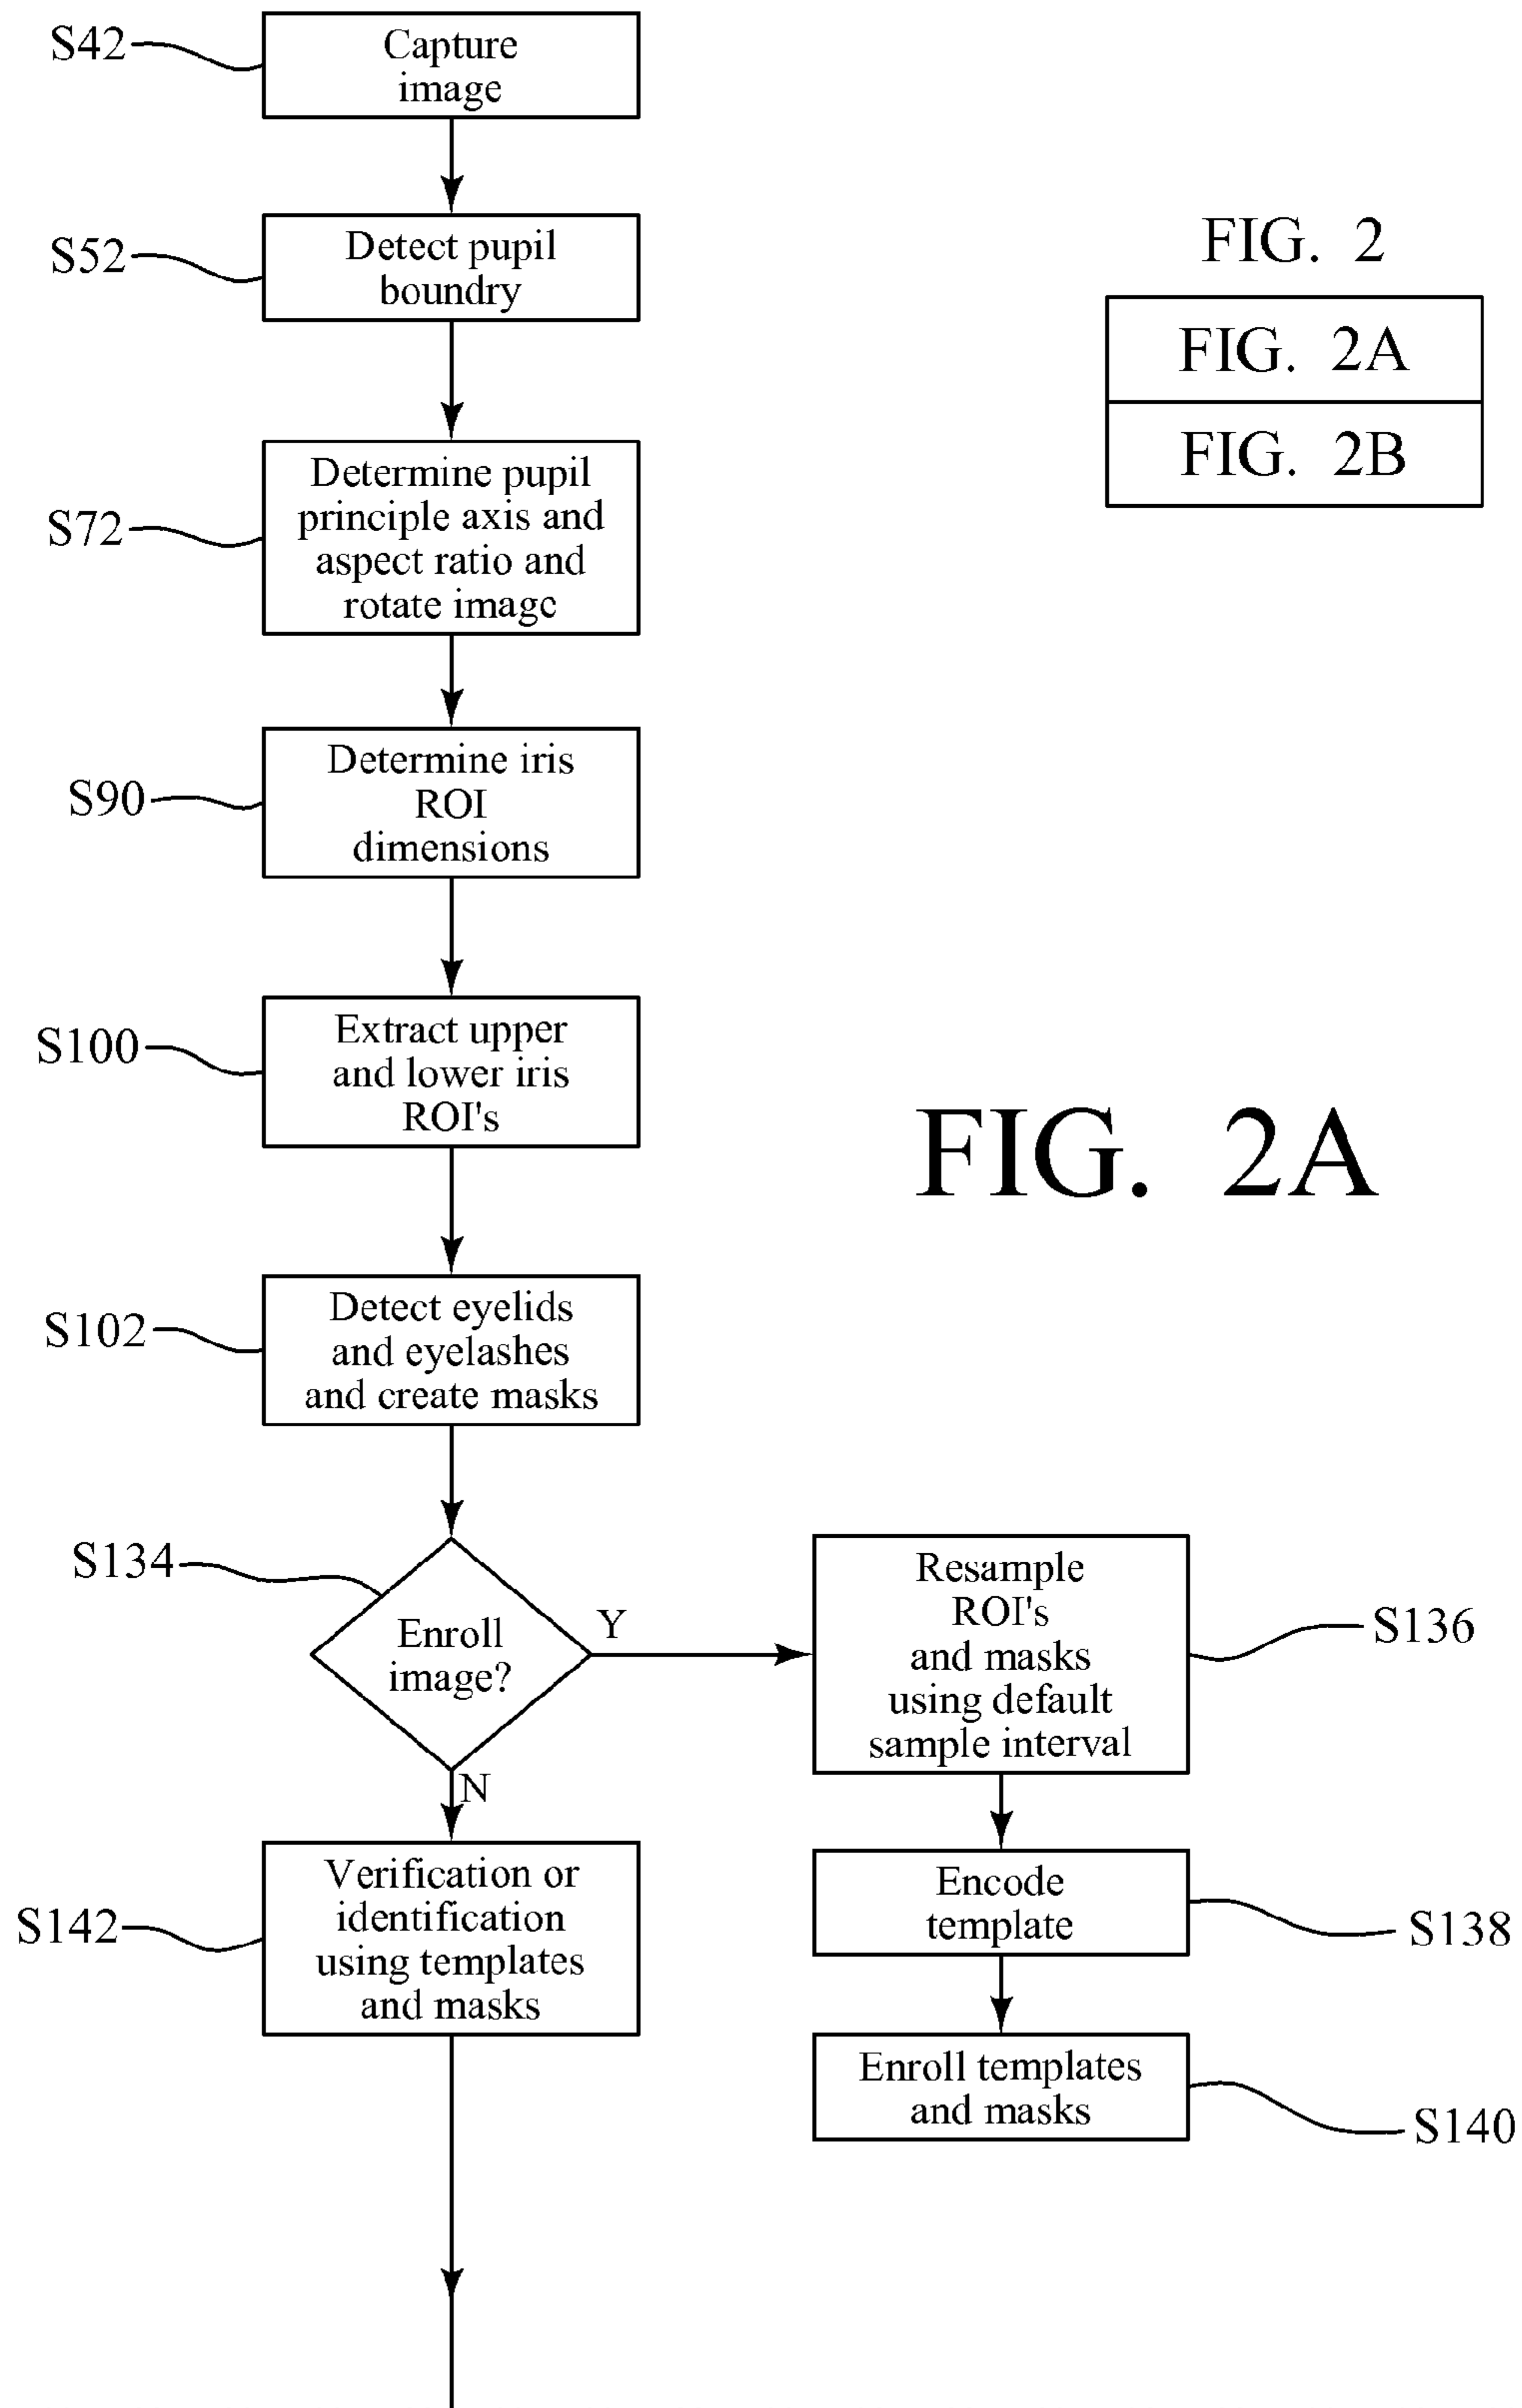 S42
Capture
image
S52
Detect pupil
boundry
FIG. 2
FIG. 2A
FIG. 2B
S72
Determine pupil
principle axis and
aspect ratio and
rotate image
S90
Determine iris
ROI
dimensions
S100
Extract upper
and lower iris
ROI's
FIG. 2A
S102
Detect eyelids
and eyelashes
and create masks
S134
Enroll
image?
Y
N
Resample
ROI's
and masks
using default
sample interval
S136
S142
Verification or
identification
using templates
and masks
Encode
template
S138
Enroll templates
and masks
S140